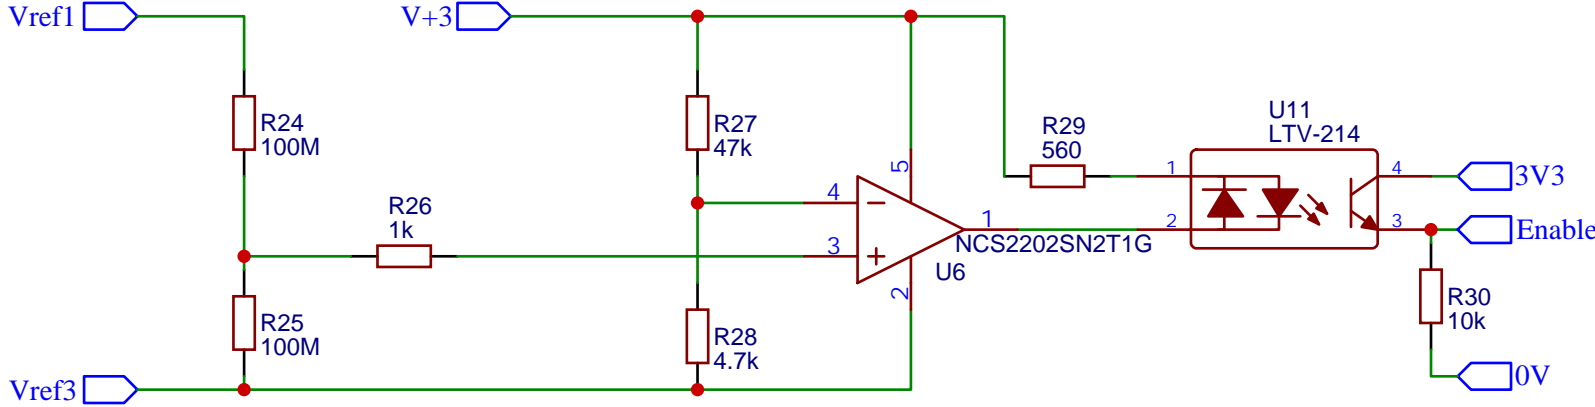 Vref1
V+3
R24
100M
R27
47k
R26
1k
R25
100M
R28
4.7k
Vref3
4
3
5
2
1
NCS2202SN2T1G
U6
R29
560
U11
LTV-214
1
2
4
3
3V3
Enable
R30
10k
0V